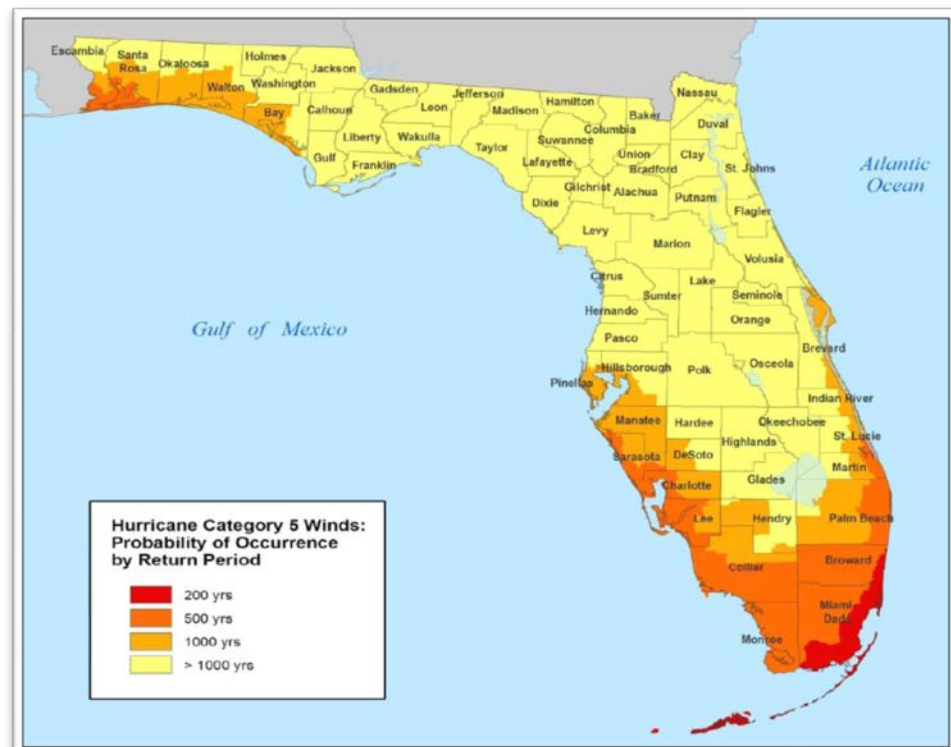 Escambia
Santa
Rosa
Okaloosa
Walton
Holmes
Washington
Jackson
Bay
Calhoun
Gulf
Gadsden
Liberty
Franklin
Leon
Wakulla
Jefferson
Madison
Taylor
Hamilton
Suwannee
Lafayette
Dixie
Columbia
Gilchrist
Baker
Union
Bradford
Alachua
Levy
Nassau
Duval
Clay
St. Johns
Putnam
Flagler
Marion
Volusia
Atlantic
Ocean
Citrus
Sumter
Lake
Seminole
Hernando
Orange
Gulf of Mexico
Pasco
Brevard
Osceola
Pinellas
Hillsborough
Polk
Indian River
Manatee
Hardee
Okeechobee
Highlands
St. Lucie
Sarasota
DeSoto
Martin
Charlotte
Glades
Lee
Hendry
Palm Beach
Collier
Broward
Miami
Dade
Monroe
Hurricane Category 5 Winds:
Probability of Occurrence
by Return Period
200 yrs
500 yrs
1000 yrs
> 1000 yrs